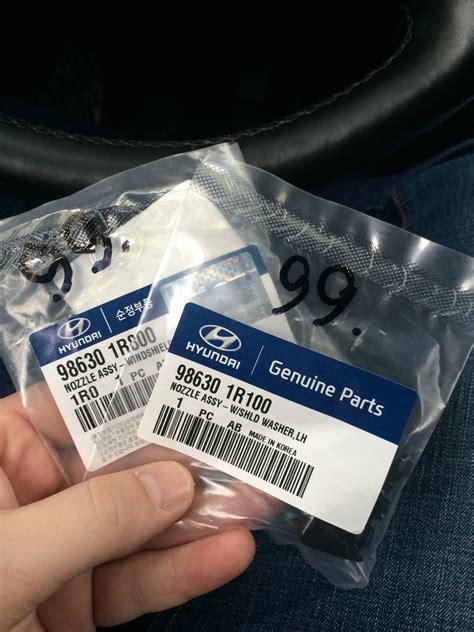 99.
순정부품
HYUNDAI
98630 1R800
NOZZLE ASSY-WINDSHIEL
1R0
PC
99.
HYUNDAI
Genuine Parts
98630 1R100
NOZZLE ASSY-W/SHLD WASHER,LH
1 PC AB MADE IN KOREA